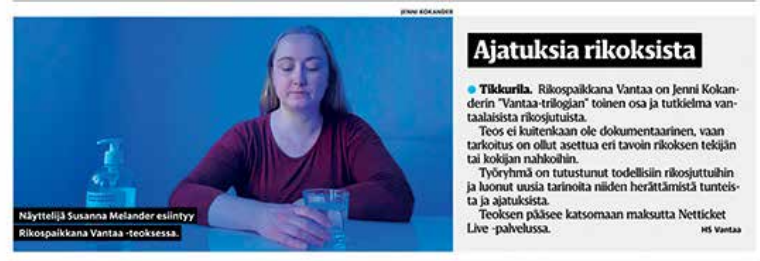 JENNI KOKANDER
Näyttelijä Susanna Melander esiintyy
Rikospaikkana Vantaa -teoksessa.
Ajatuksia rikoksista
● Tikkurila. Rikospaikkana Vantaa on Jenni Kokan-
derin "Vantaa-trilogian" toinen osa ja tutkielma van-
taalaisista rikosjutuista.
Teos ei kuitenkaan ole dokumentaarinen, vaan
tarkoitus on ollut asettua eri tavoin rikoksen tekijän
tai kokijan nahkoihin.
Työryhmä on tutustunut todellisiin rikosjuttuihin
ja luonut uusia tarinoita niiden herättämistä tunteis-
ta ja ajatuksista.
Teoksen pääsee katsomaan maksutta Netticket
Live -palvelussa.
HS Vantaa